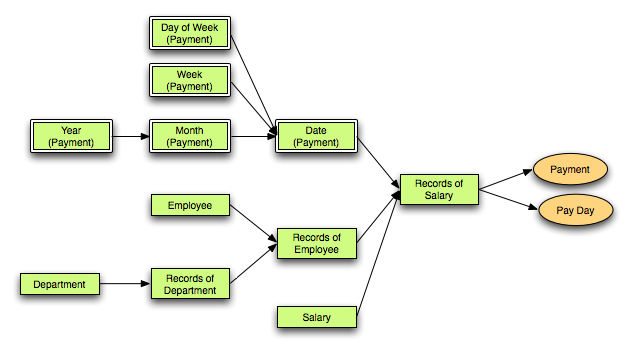 Day of Week
(Payment)
Week
(Payment)
Year
(Payment)
Month
(Payment)
Date
(Payment)
Records of
Salary
Payment
Pay Day
Employee
Records of
Employee
Department
Records of
Department
Salary